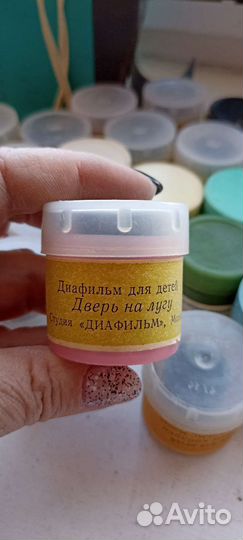 Диафильм для детей
Дверь на лугу
Студия «ДИАФИЛЬМ»,
Avito